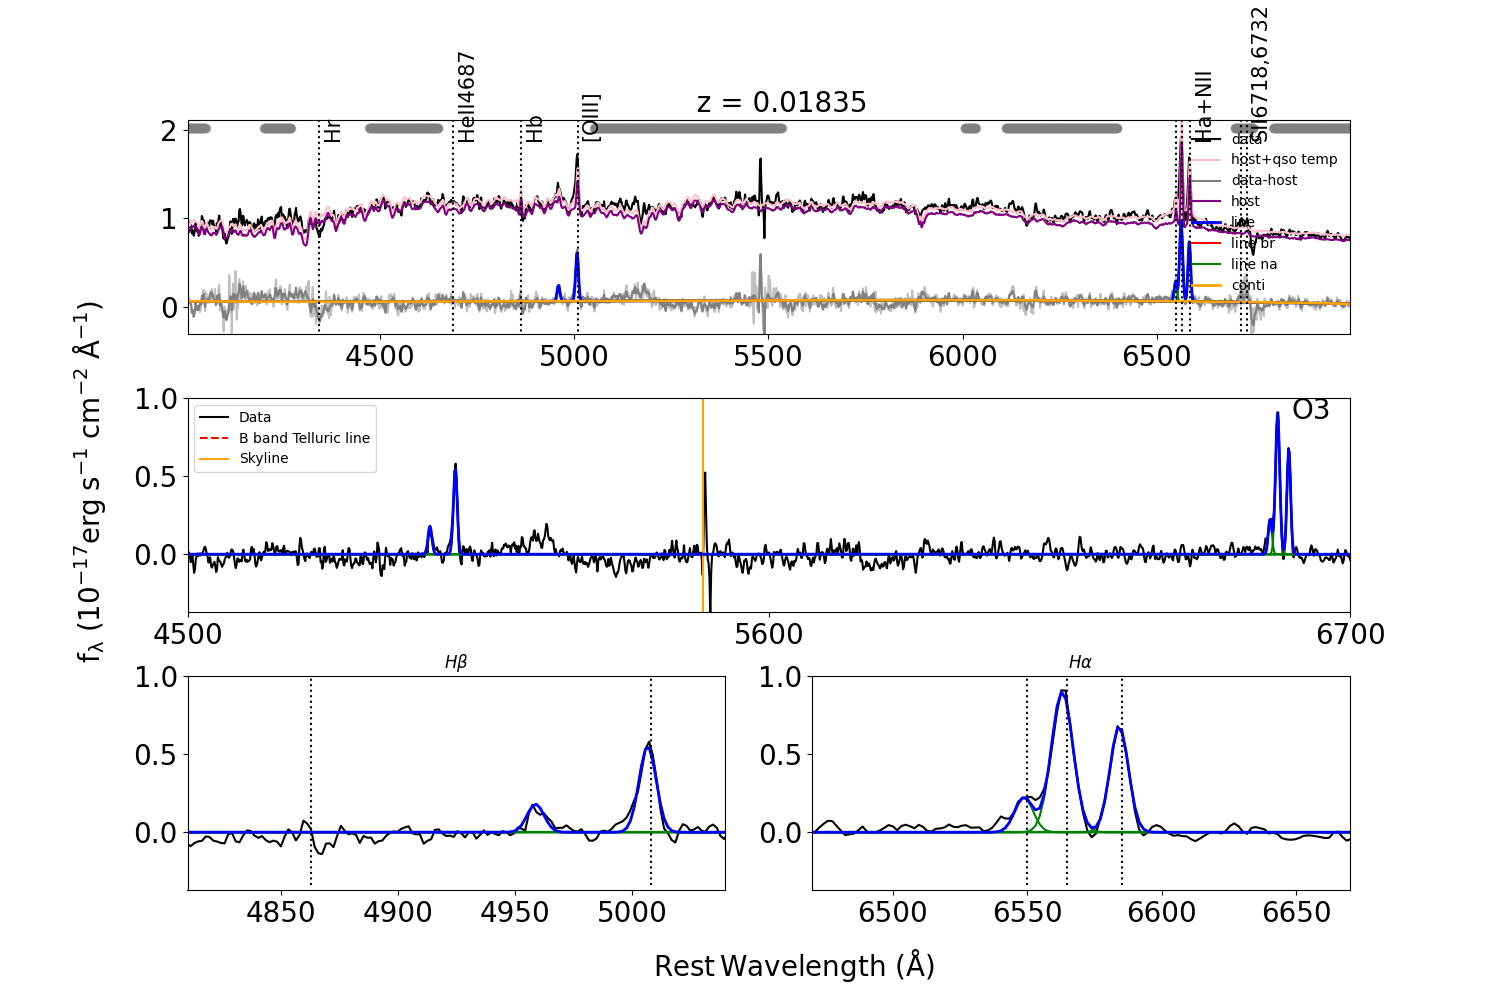 z = 0.01835
Hr
HeII4687
Hb
[OIII]
Ha+NII
SII6718,6732
2
1
0
data
host+qso temp
data-host
host
line
line br
line na
conti
4500 5000 5500 6000 6500
fλ (10−17erg s−1 cm−2 Å−1)
1.0
0.5
0.0
Data
B band Telluric line
Skyline
O3
4500 5600 6700
Hβ
1.0
0.5
0.0
4850 4900 4950 5000
Hα
1.0
0.5
0.0
6500 6550 6600 6650
Rest Wavelength (Å)